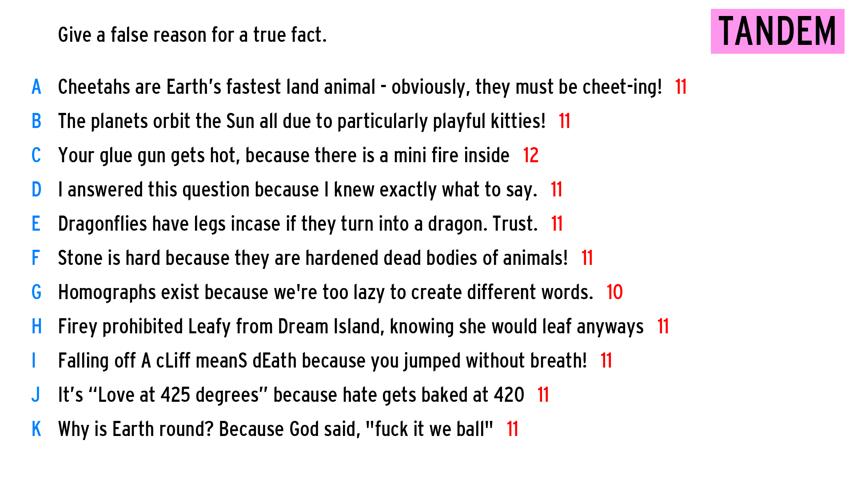 Give a false reason for a true fact.
TANDEM
A Cheetahs are Earth's fastest land animal - obviously, they must be cheet-ing! 11
B The planets orbit the Sun all due to particularly playful kitties! 11
C Your glue gun gets hot, because there is a mini fire inside 12
D I answered this question because I knew exactly what to say. 11
E Dragonflies have legs incase if they turn into a dragon. Trust. 11
F Stone is hard because they are hardened dead bodies of animals! 11
G Homographs exist because we're too lazy to create different words. 10
H Firey prohibited Leafy from Dream Island, knowing she would leaf anyways 11
I Falling off A cLiff meanS dEath because you jumped without breath! 11
J It's “Love at 425 degrees” because hate gets baked at 420 11
K Why is Earth round? Because God said, "fuck it we ball" 11